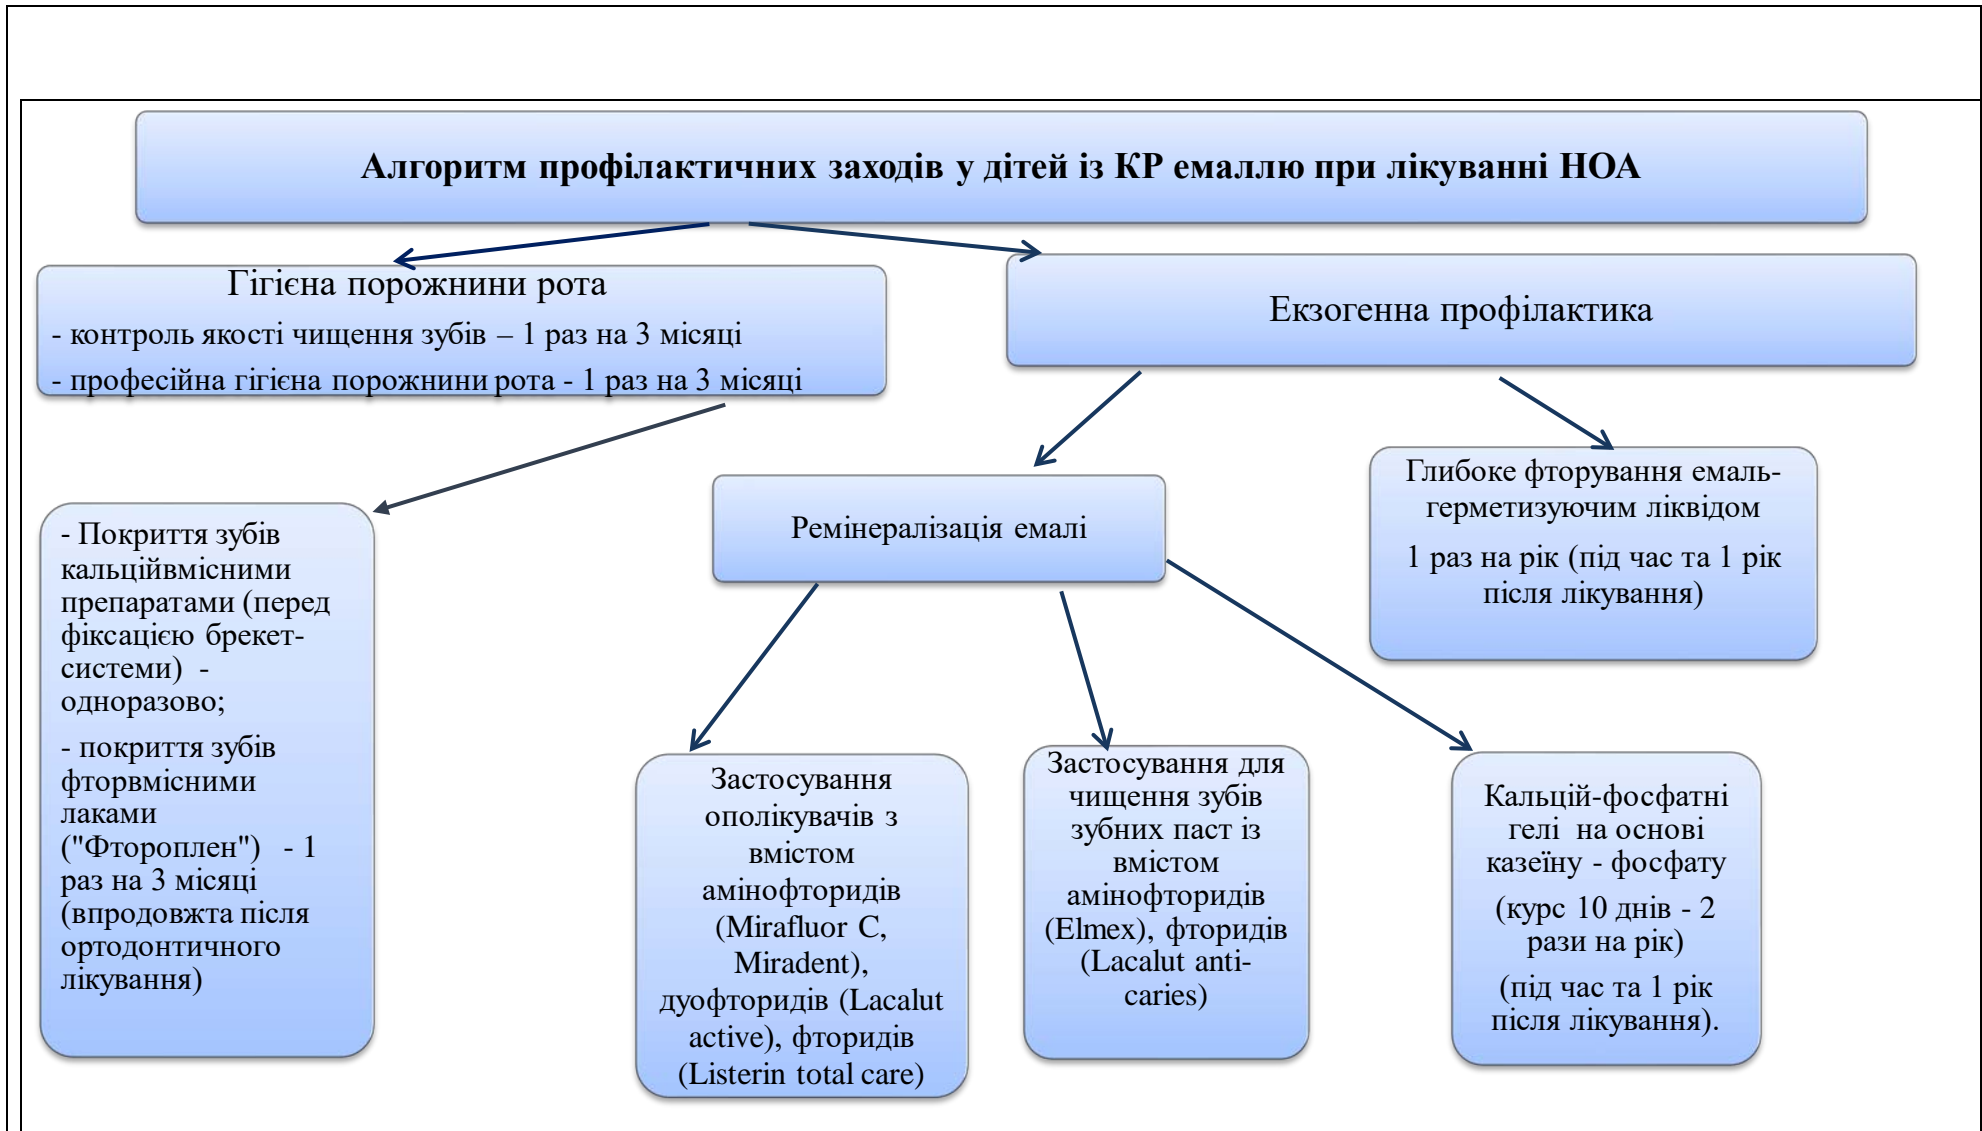 Алгоритм профілактичних заходів у дітей із КР емаллю при лікуванні НОА
Гігієна порожнини рота
- контроль якості чищення зубів – 1 раз на 3 місяці
- професійна гігієна порожнини рота - 1 раз на 3 місяці
Екзогенна профілактика
- Покриття зубів
кальційвмісними
препаратами (перед
фіксацією брекет-
системи) -
одноразово;
- покриття зубів
фторвмісними
лаками
("Фтороплен") - 1
раз на 3 місяці
(впродовжта після
ортодонтичного
лікування)
Ремінералізація емалі
Глибоке фторування емаль-
герметизуючим ліквідом
1 раз на рік (під час та 1 рік
після лікування)
Застосування
ополікувачів з
вмістом
амінофторидів
(Mirafluor C,
Miradent),
дуофторидів (Lacalut
active), фторидів
(Listerin total care)
Застосування для
чищення зубів
зубних паст із
вмістом
амінофторидів
(Elmex), фторидів
(Lacalut anti-
caries)
Кальцій-фосфатні
гелі на основі
казеїну - фосфату
(курс 10 днів - 2
рази на рік)
(під час та 1 рік
після лікування).